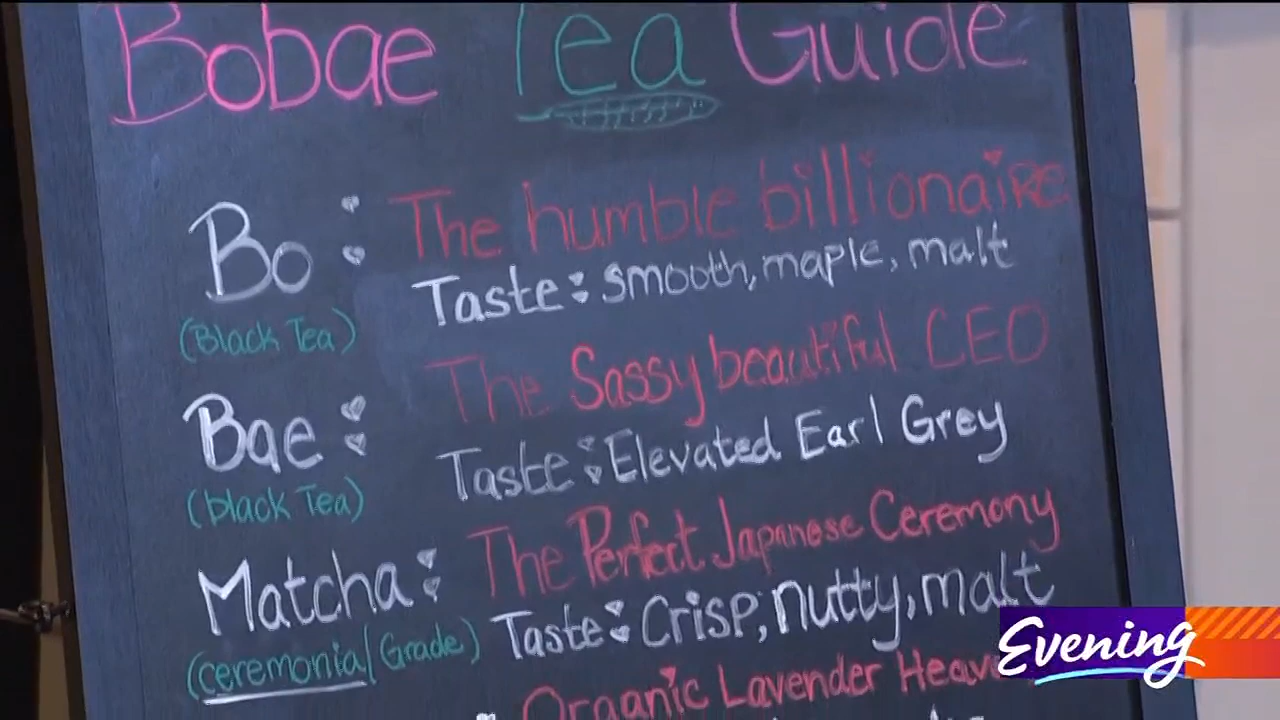 Bobae Tea Guide
Bo: The humble billionaire
(Black Tea) Taste: smooth, maple, malt
Bae: The Sassy beautiful CEO
(black Tea) Taste: Elevated Earl Grey
Matcha: The Perfect Japanese Ceremony
(ceremonial Grade) Taste: Crisp, nutty, malt
Organic Lavender
Evening